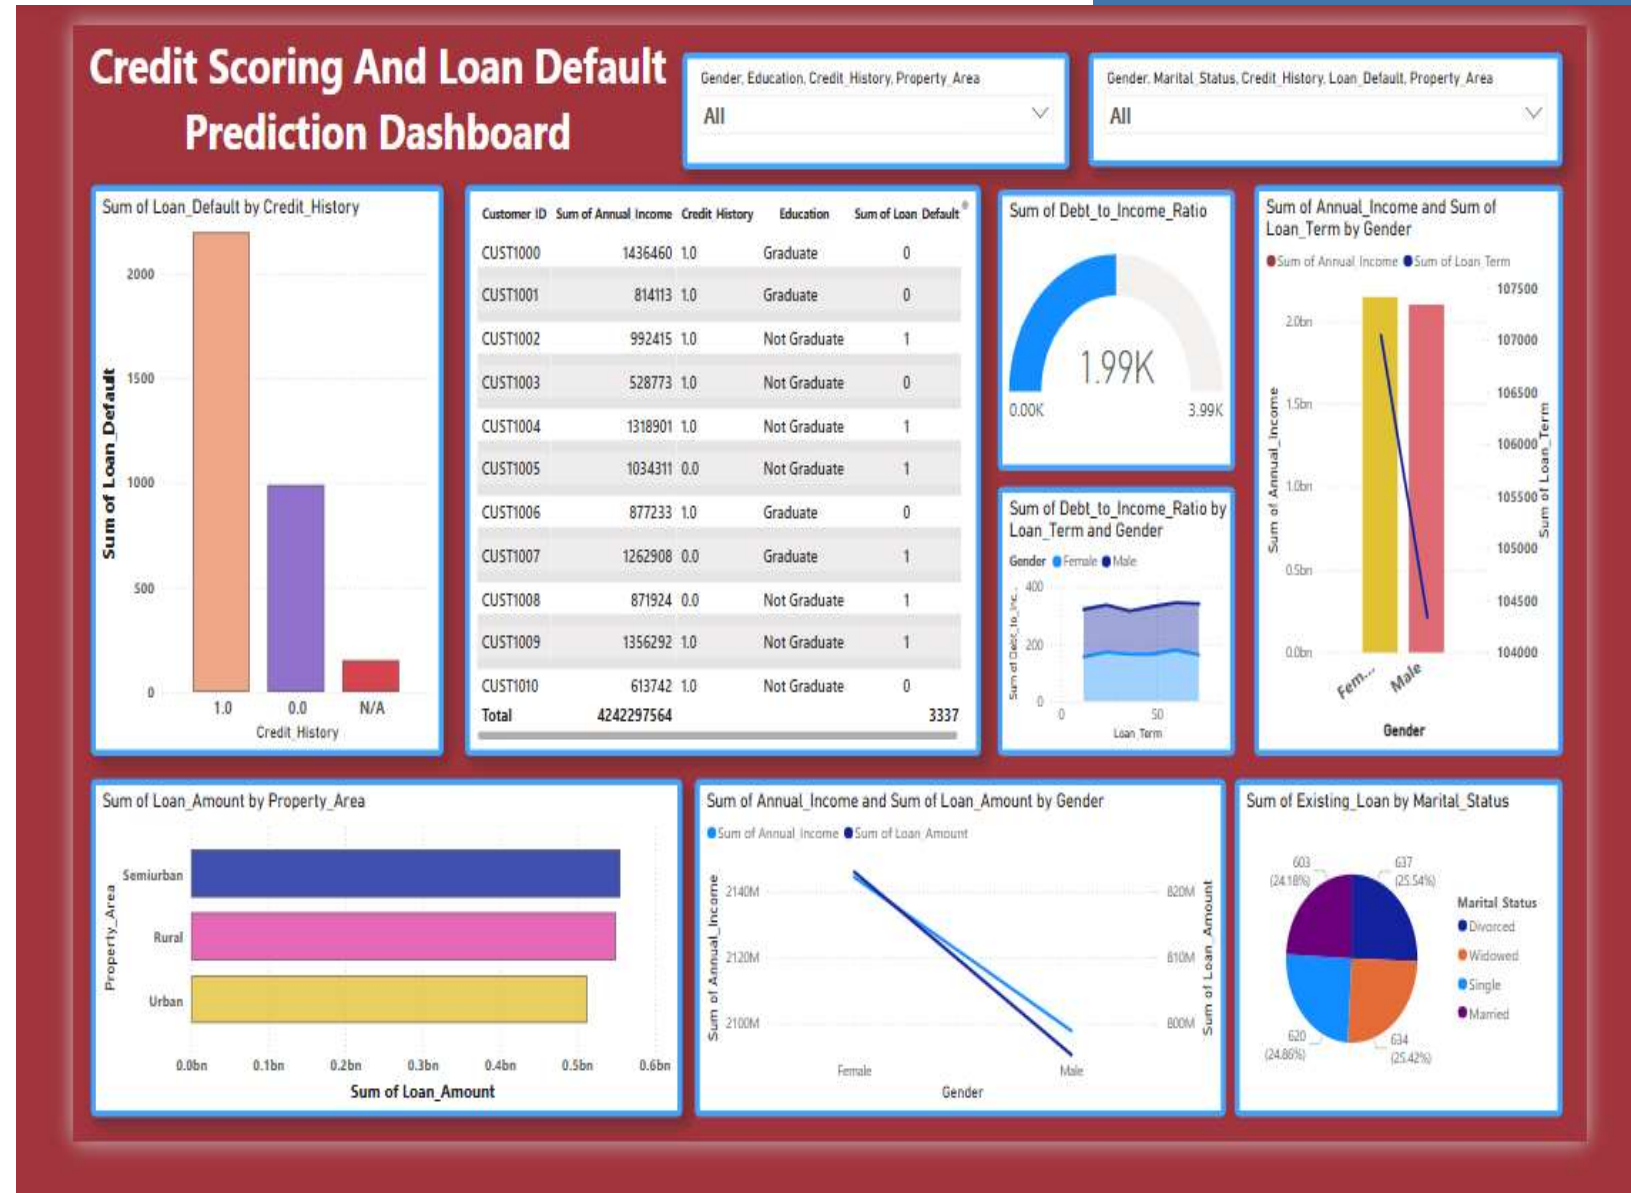 Credit Scoring And Loan Default
Prediction Dashboard
Gender, Education, Credit_History, Property_Area
All
Gender, Marital_Status, Credit_History, Loan_Default, Property_Area
All
Sum of Loan_Default by Credit_History
Sum of Loan_Default
2000
1500
1000
500
0
1.0 0.0 N/A
Credit_History
Customer ID Sum of Annual Income Credit History Education Sum of Loan Default
CUST1000 1436460 1.0 Graduate 0
CUST1001 814113 1.0 Graduate 0
CUST1002 992415 1.0 Not Graduate 1
CUST1003 528773 1.0 Not Graduate 0
CUST1004 1318901 1.0 Not Graduate 1
CUST1005 1034311 0.0 Not Graduate 1
CUST1006 877233 1.0 Graduate 0
CUST1007 1262908 0.0 Graduate 1
CUST1008 871924 0.0 Not Graduate 1
CUST1009 1356292 1.0 Not Graduate 1
CUST1010 613742 1.0 Not Graduate 0
Total 4242297564 3337
Sum of Debt_to_Income_Ratio
1.99K
0.00K 3.99K
Sum of Debt_to_Income_Ratio by
Loan_Term and Gender
Gender Female Male
Sum of Debt_to_Inc...
400
200
0
0 50
Loan_Term
Sum of Annual_Income and Sum of
Loan_Term by Gender
Sum of Annual Income Sum of Loan_Term
Sum of Annual_Income
2.0bn
1.5bn
1.0bn
0.5bn
0.0bn
107500
107000
106500
106000
105500
105000
104500
104000
Sum of Loan_Term
Fem... Male
Gender
Sum of Loan_Amount by Property_Area
Property_Area
Semiurban
Rural
Urban
0.0bn 0.1bn 0.2bn 0.3bn 0.4bn 0.5bn 0.6bn
Sum of Loan_Amount
Sum of Annual_Income and Sum of Loan_Amount by Gender
Sum of Annual Income Sum of Loan_Amount
Sum of Annual_Income
2140M
2120M
2100M
820M
810M
800M
Sum of Loan_Amount
Female Male
Gender
Sum of Existing_Loan by Marital_Status
603
(24.18%)
637
(25.54%)
620
(24.86%)
634
(25.42%)
Marital Status
Divorced
Widowed
Single
Married